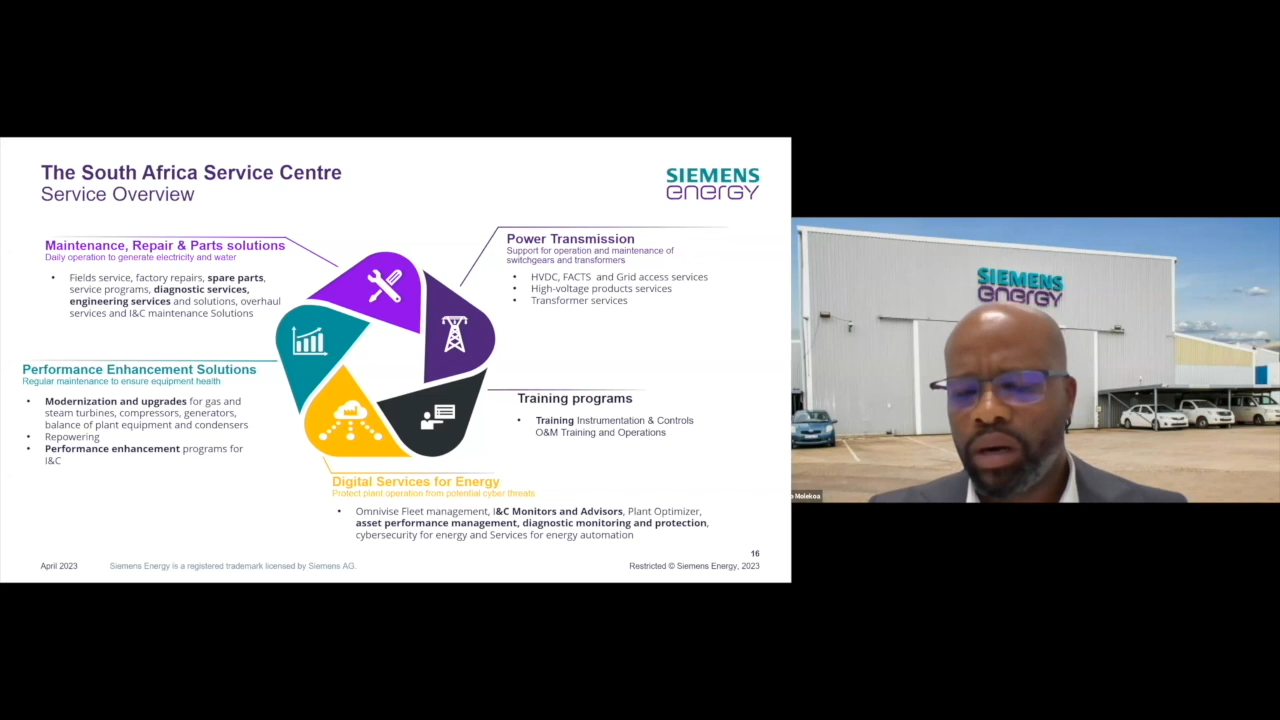 The South Africa Service Centre
Service Overview
SIEMENS
energy
Maintenance, Repair & Parts solutions
Daily operation to generate electricity and water
• Fields service, factory repairs, spare parts,
service programs, diagnostic services,
engineering services and solutions, overhaul
services and I&C maintenance Solutions
Power Transmission
Support for operation and maintenance of
switchgears and transformers
• HVDC, FACTS and Grid access services
• High-voltage products services
• Transformer services
Performance Enhancement Solutions
Regular maintenance to ensure equipment health
• Modernization and upgrades for gas and
steam turbines, compressors, generators,
balance of plant equipment and condensers
• Repowering
• Performance enhancement programs for
I&C
Training programs
• Training Instrumentation & Controls
O&M Training and Operations
Digital Services for Energy
Protect plant operation from potential cyber threats
• Omnivise Fleet management, I&C Monitors and Advisors, Plant Optimizer,
asset performance management, diagnostic monitoring and protection,
cybersecurity for energy and Services for energy automation
16
April 2023
Siemens Energy is a registered trademark licensed by Siemens AG.
Restricted © Siemens Energy, 2023
SIEMENS
energy
a Molekoa